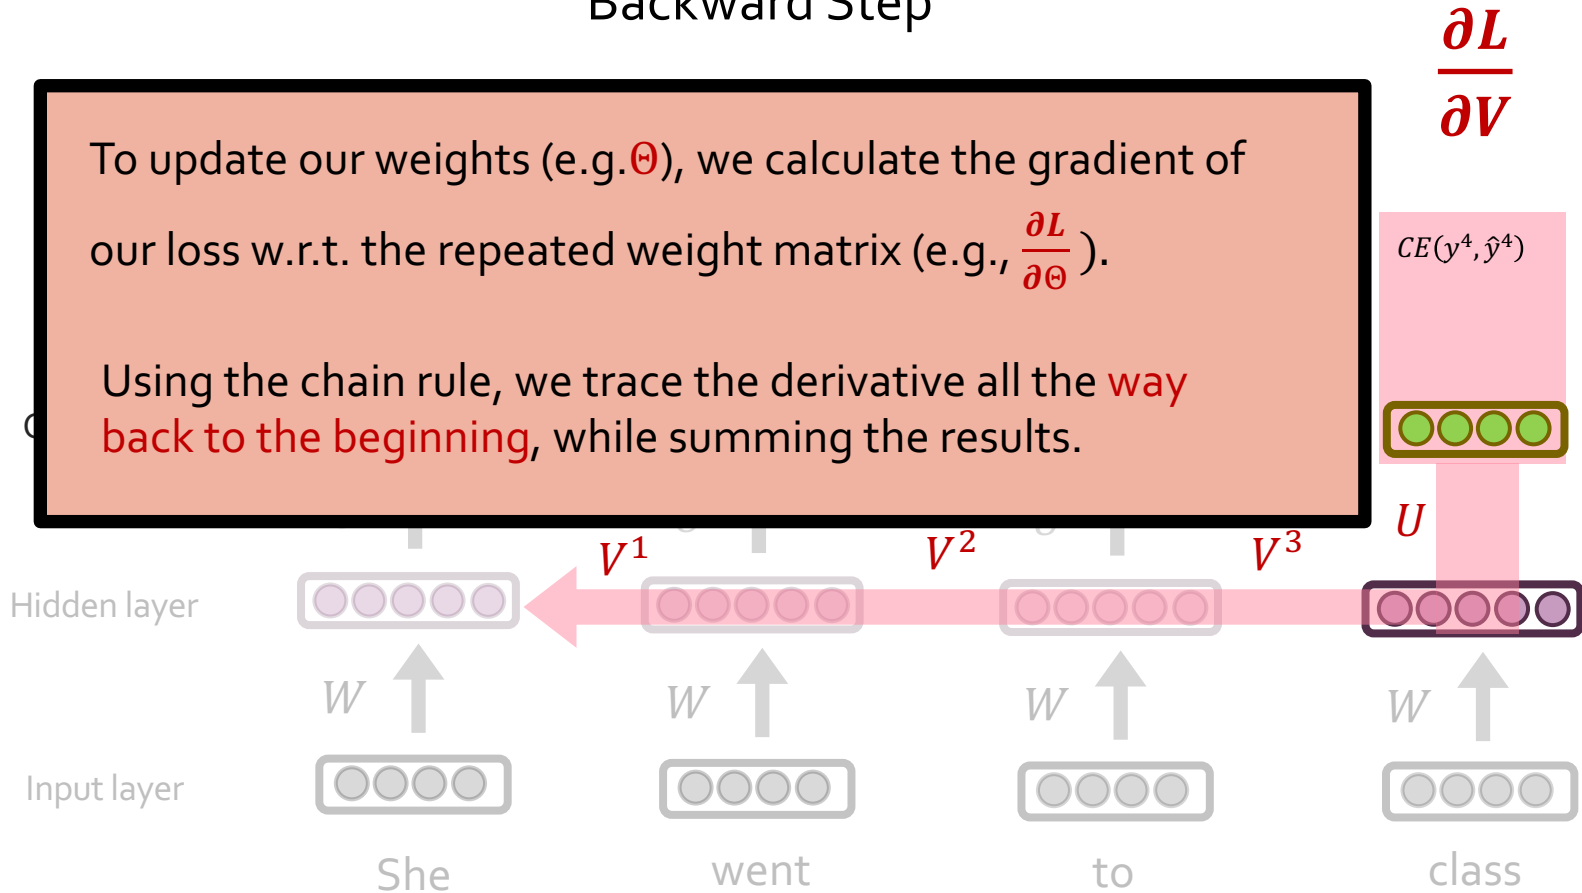 Backward Step
∂L
∂V
To update our weights (e.g.Θ), we calculate the gradient of
our loss w.r.t. the repeated weight matrix (e.g., ∂L/∂Θ ).
CE(y⁴, ŷ⁴)
Using the chain rule, we trace the derivative all the way
back to the beginning, while summing the results.
V¹ V² V³ U
Hidden layer
W W W W
Input layer
She went to class